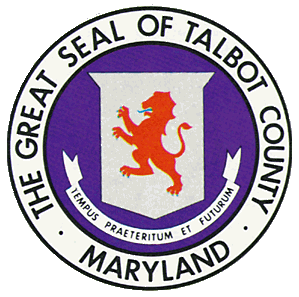 THE GREAT SEAL OF TALBOT COUNTY
TEMPUS PRAETERITUM ET FUTURUM
· MARYLAND ·